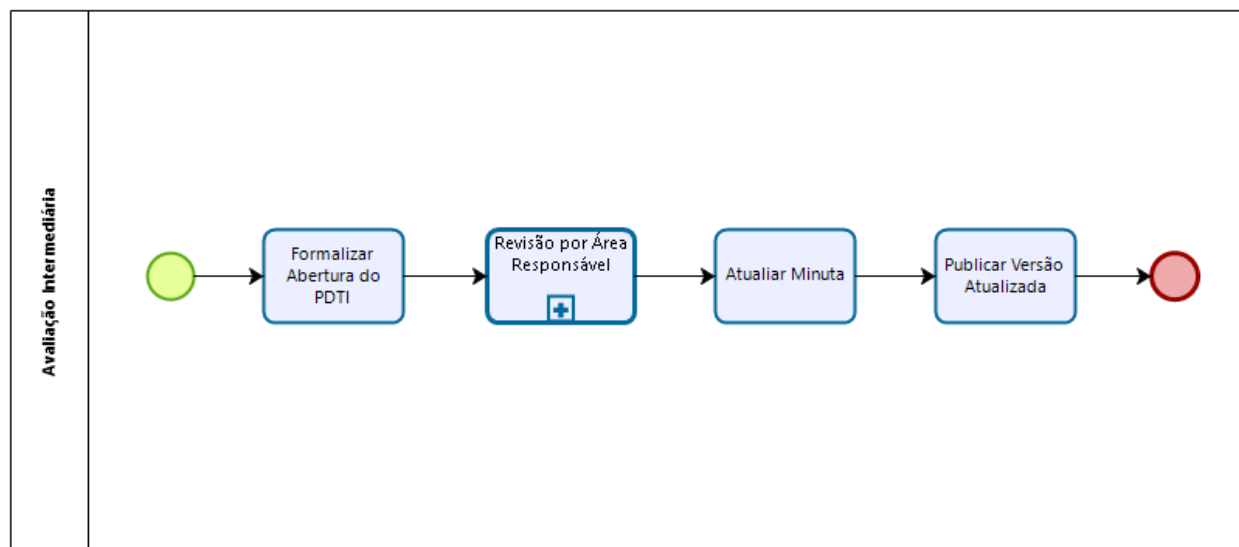 Avaliação Intermediária
Formalizar
Abertura do
PDTI
Revisão por Área
Responsável
Atualiar Minuta
Publicar Versão
Atualizada